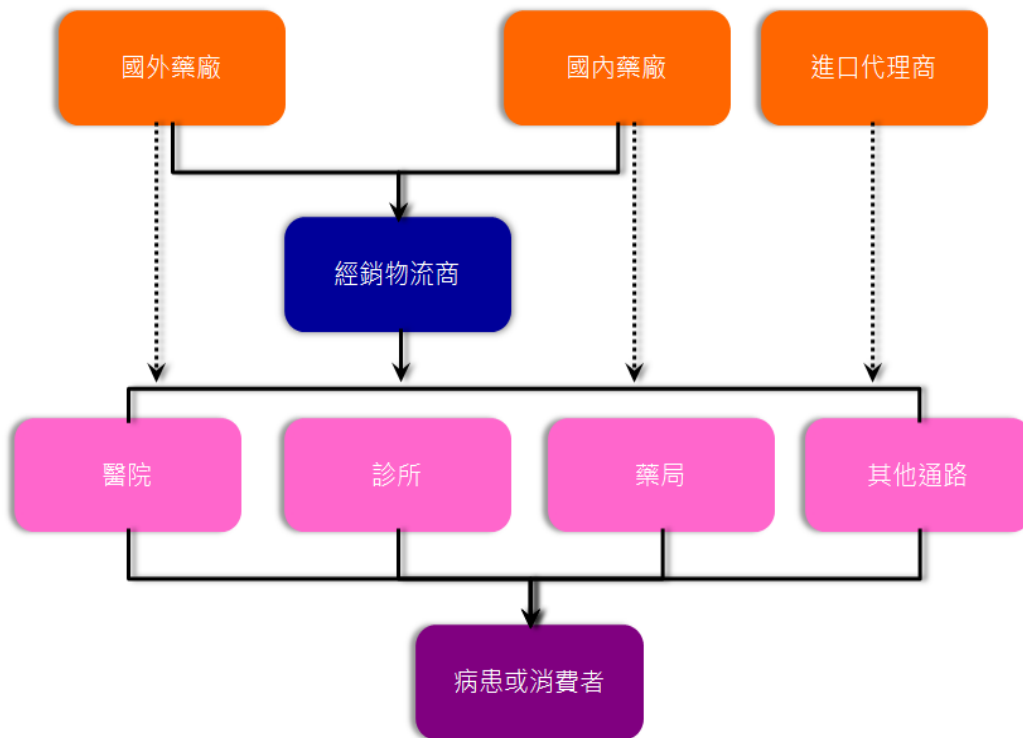 國外藥廠
國內藥廠
進口代理商
經銷物流商
醫院
診所
藥局
其他通路
病患或消費者